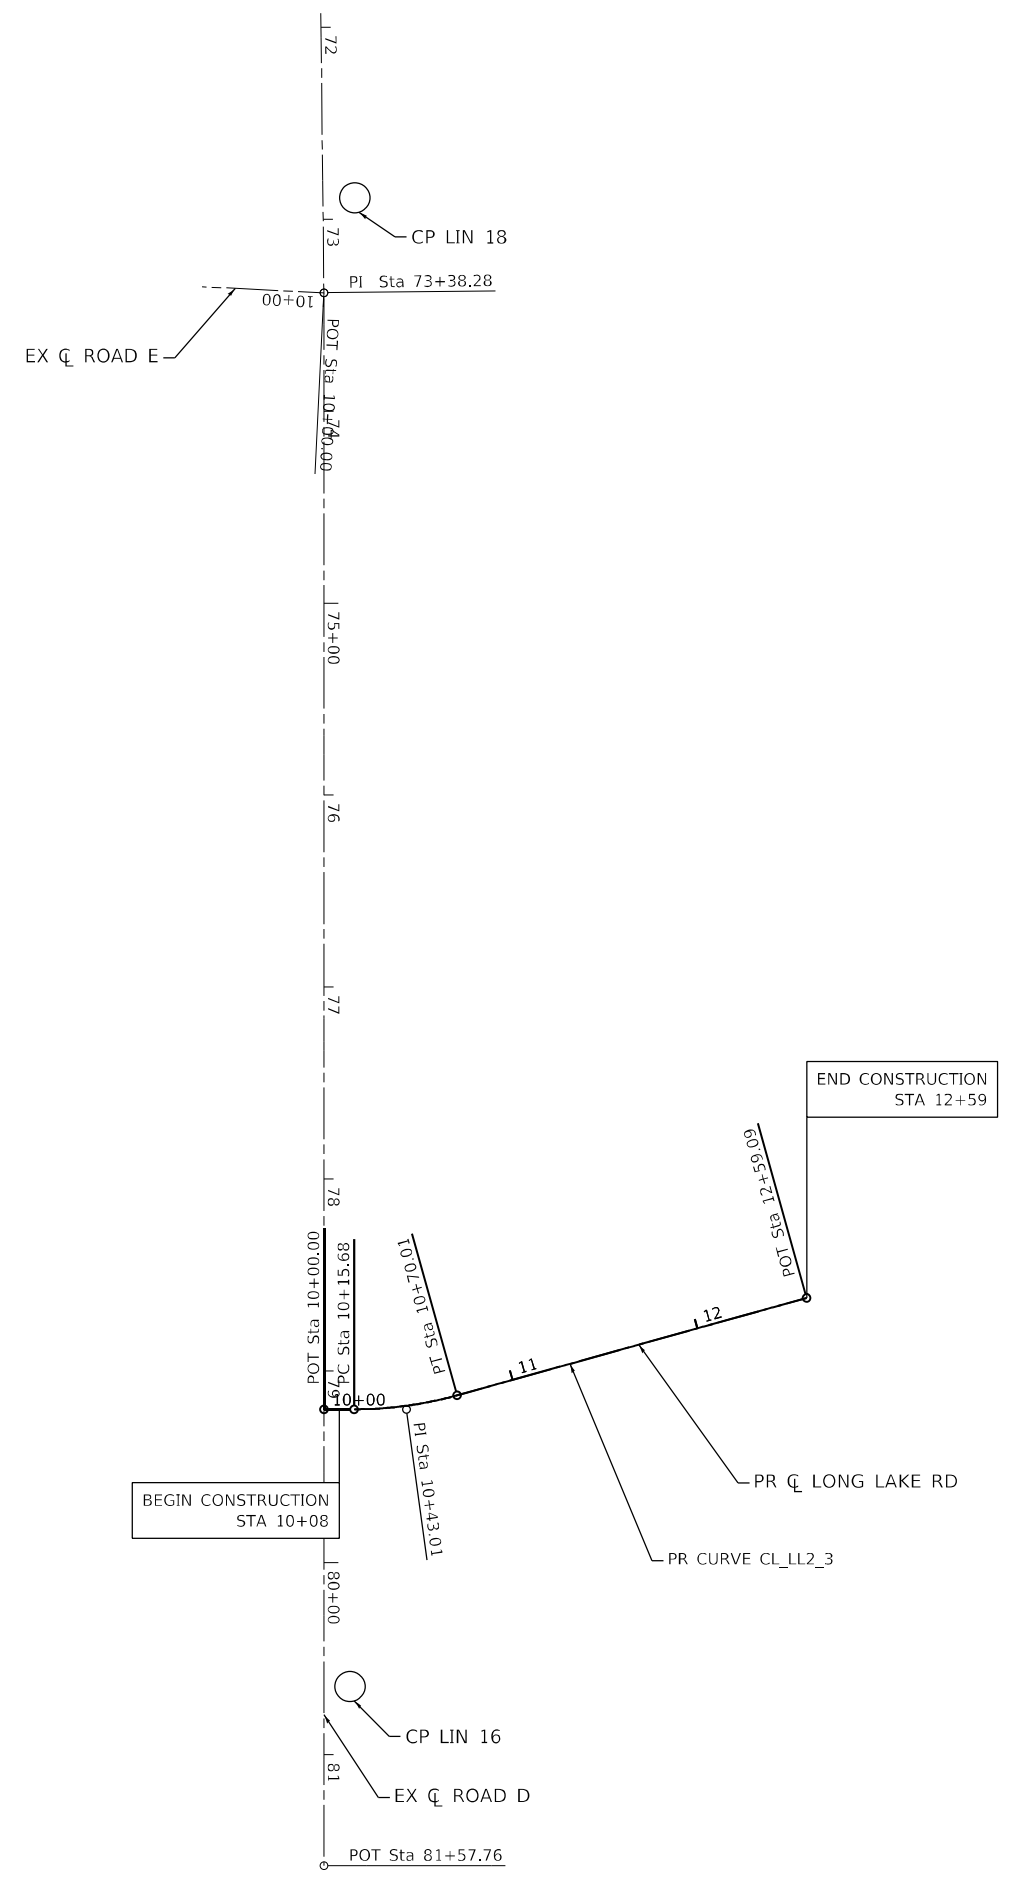 72
CP LIN 18
73
PI Sta 73+38.28
10+00
EX ℄ ROAD E
POT Sta 10+00.00
74
75+00
76
77
END CONSTRUCTION
STA 12+59
POT Sta 12+59.09
78
POT Sta 10+00.00
PC Sta 10+15.68
PT Sta 10+70.01
12
11
79
10+00
PI Sta 10+43.01
PR ℄ LONG LAKE RD
BEGIN CONSTRUCTION
STA 10+08
PR CURVE CL_LL2_3
80+00
CP LIN 16
81
EX ℄ ROAD D
POT Sta 81+57.76